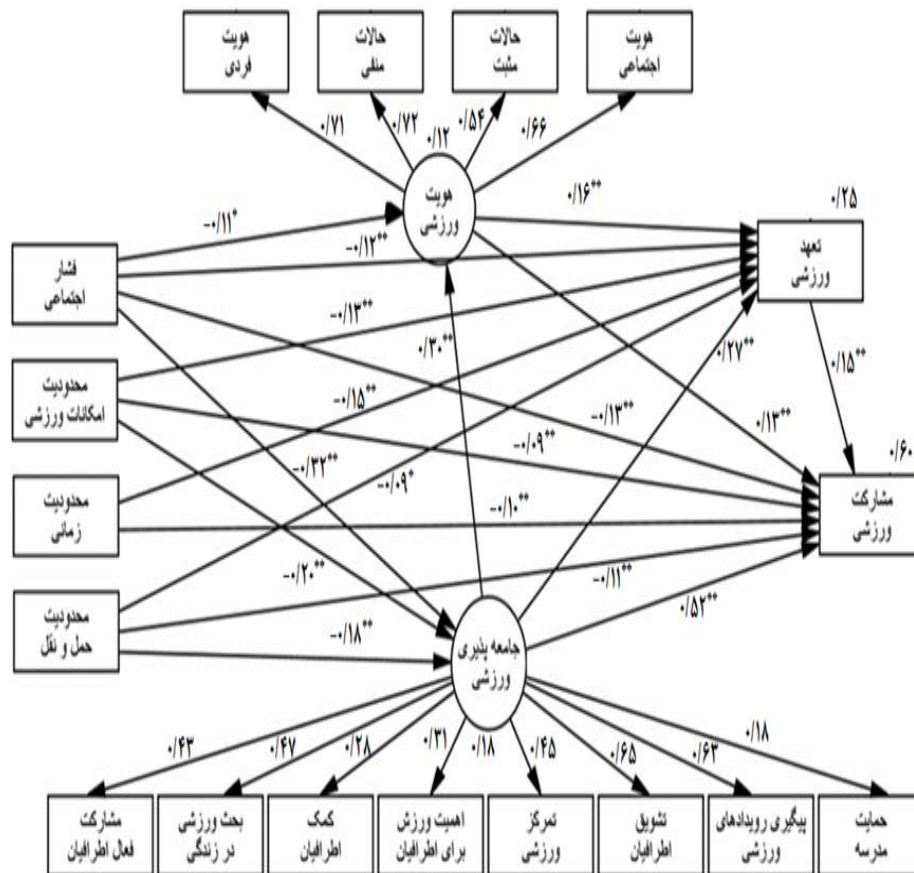 هویت
فردی
حالات
منفی
حالات
مثبت
هویت
اجتماعی
۰/۷۱
۰/۷۲
۰/۱۲
۰/۵۴
۰/۶۶
هویت
ورزشی
۰/۱۶**
۰/۲۵
تعهد
ورزشی
-۰/۱۱*
-۰/۱۲**
فشار
اجتماعی
-۰/۱۳**
۰/۳۰**
۰/۲۷**
۰/۱۵**
محدودیت
امکانات ورزشی
-۰/۱۵**
-۰/۱۳**
۰/۱۳**
-۰/۰۹**
-۰/۳۲**
-۰/۰۹*
۰/۶۰
محدودیت
زمانی
-۰/۱۰**
مشارکت
ورزشی
-۰/۲۰**
-۰/۱۱**
۰/۵۲**
محدودیت
حمل و نقل
-۰/۱۸**
جامعه پذیری
ورزشی
۰/۴۳
۰/۴۷
۰/۲۸
۰/۳۱
۰/۱۸
۰/۴۵
۰/۶۵
۰/۶۳
۰/۱۸
مشارکت
فعال اطرافیان
بحث ورزشی
در زندگی
کمک
اطرافیان
اهمیت ورزش
برای اطرافیان
تمرکز
ورزشی
تشویق
اطرافیان
پیگیری رویدادهای
ورزشی
حمایت
مدرسه